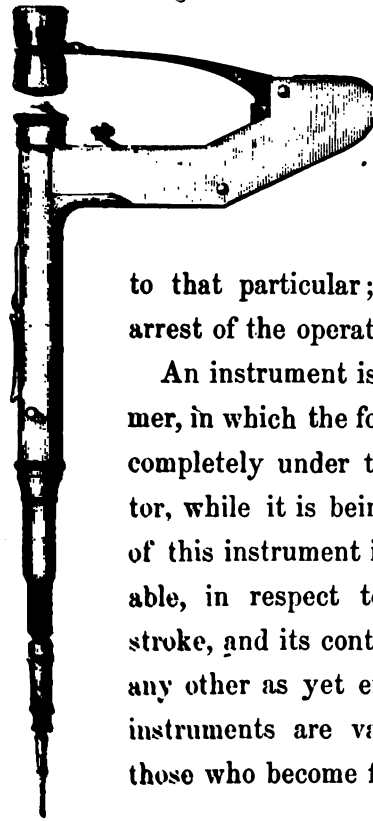 to that particular;
arrest of the operat
An instrument is
mer, in which the fo
completely under t
tor, while it is bein
of this instrument i
able, in respect t
stroke, and its cont
any other as yet e
instruments are va
those who become f